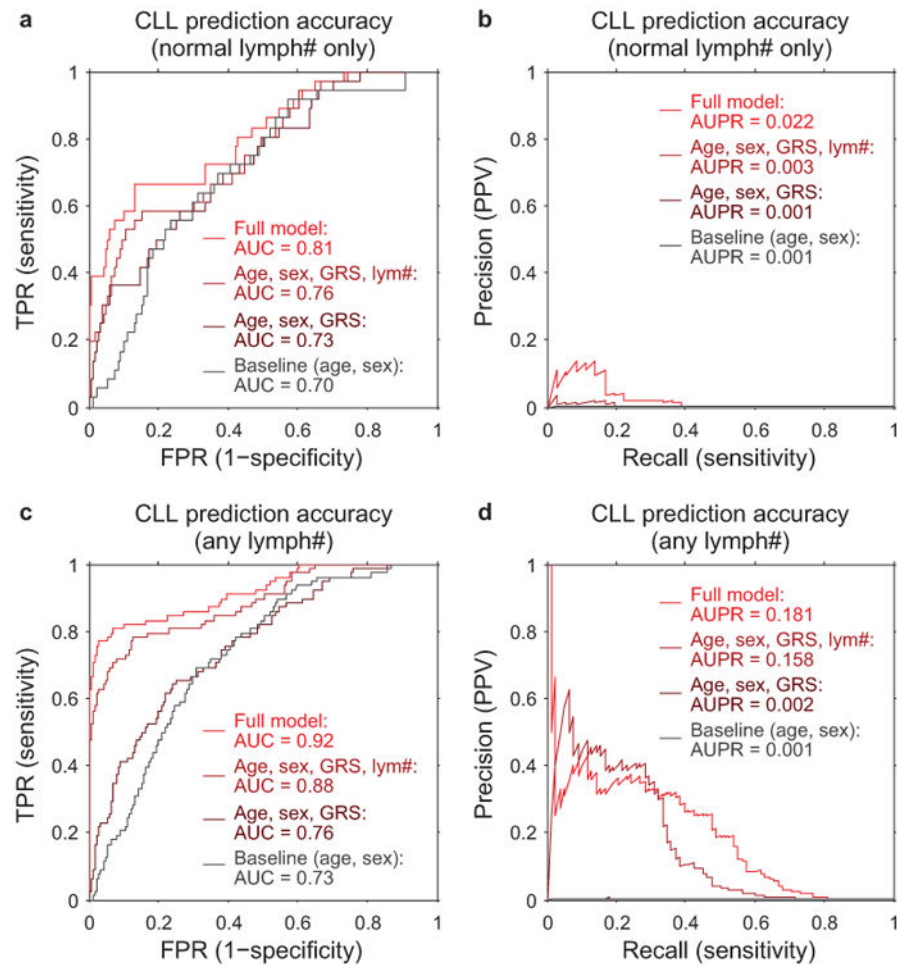 a
CLL prediction accuracy
(normal lymph# only)
1
0.8
0.6
0.4
0.2
0
TPR (sensitivity)
Full model:
AUC = 0.81
Age, sex, GRS, lym#:
AUC = 0.76
Age, sex, GRS:
AUC = 0.73
Baseline (age, sex):
AUC = 0.70
0 0.2 0.4 0.6 0.8 1
FPR (1−specificity)
b
CLL prediction accuracy
(normal lymph# only)
1
0.8
0.6
0.4
0.2
0
Precision (PPV)
Full model:
AUPR = 0.022
Age, sex, GRS, lym#:
AUPR = 0.003
Age, sex, GRS:
AUPR = 0.001
Baseline (age, sex):
AUPR = 0.001
0 0.2 0.4 0.6 0.8 1
Recall (sensitivity)
c
CLL prediction accuracy
(any lymph#)
1
0.8
0.6
0.4
0.2
0
TPR (sensitivity)
Full model:
AUC = 0.92
Age, sex, GRS, lym#:
AUC = 0.88
Age, sex, GRS:
AUC = 0.76
Baseline (age, sex):
AUC = 0.73
0 0.2 0.4 0.6 0.8 1
FPR (1−specificity)
d
CLL prediction accuracy
(any lymph#)
1
0.8
0.6
0.4
0.2
0
Precision (PPV)
Full model:
AUPR = 0.181
Age, sex, GRS, lym#:
AUPR = 0.158
Age, sex, GRS:
AUPR = 0.002
Baseline (age, sex):
AUPR = 0.001
0 0.2 0.4 0.6 0.8 1
Recall (sensitivity)